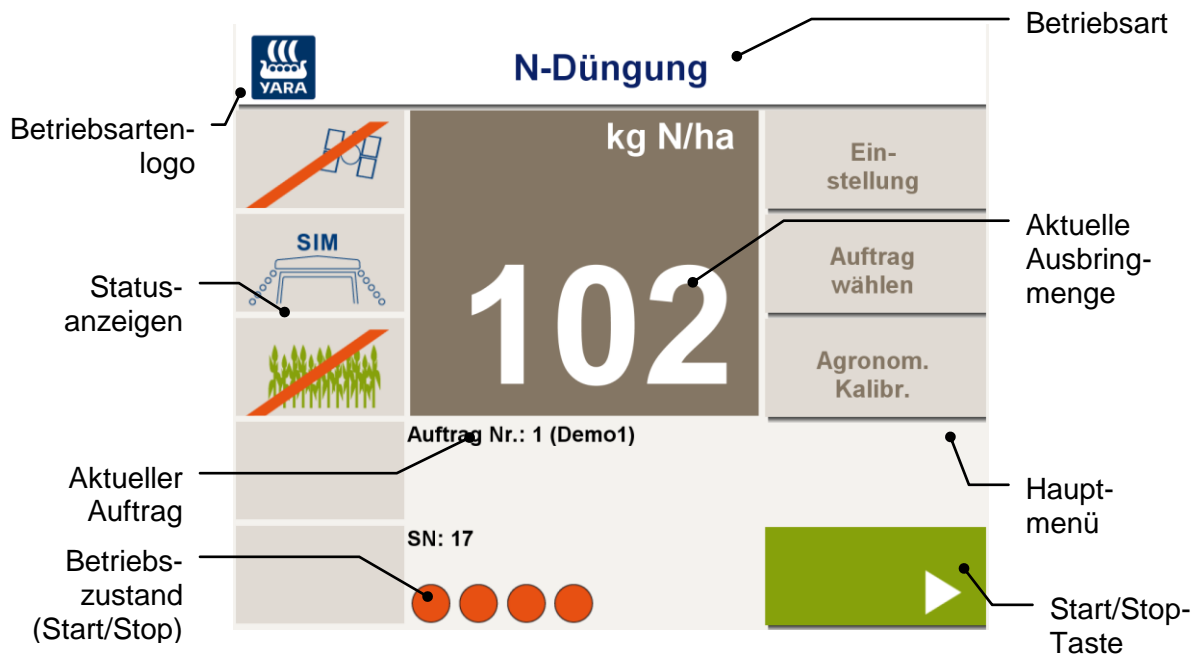 Betriebsart
N-Düngung
YARA
Betriebsarten-
logo
kg N/ha
Ein-
stellung
SIM
Aktuelle
Ausbring-
menge
Auftrag
wählen
102
Status-
anzeigen
Agronom.
Kalibr.
Auftrag Nr.: 1 (Demo1)
Aktueller
Auftrag
Haupt-
menü
SN: 17
Betriebs-
zustand
(Start/Stop)
Start/Stop-
Taste